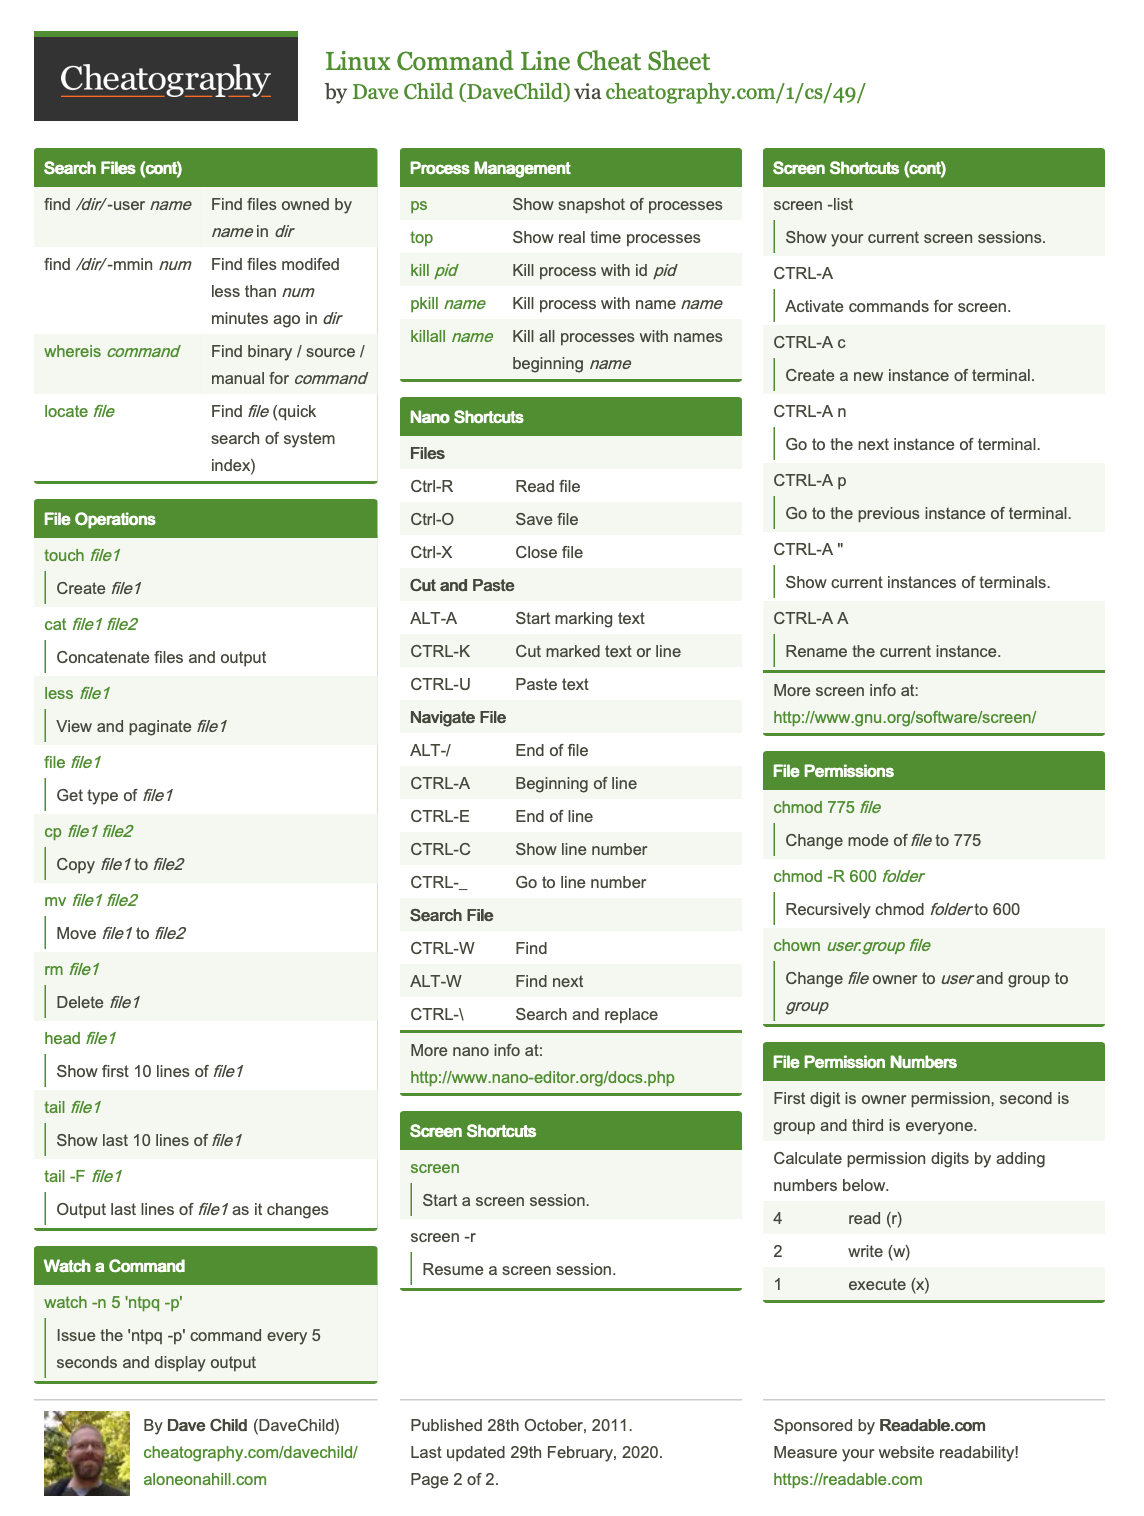 Cheatography
Linux Command Line Cheat Sheet
by Dave Child (DaveChild) via cheatography.com/1/cs/49/
Search Files (cont)
find /dir/ -user name Find files owned by
name in dir
find /dir/ -mmin num Find files modifed
less than num
minutes ago in dir
whereis command Find binary / source /
manual for command
locate file Find file (quick
search of system
index)
File Operations
touch file1
Create file1
cat file1 file2
Concatenate files and output
less file1
View and paginate file1
file file1
Get type of file1
cp file1 file2
Copy file1 to file2
mv file1 file2
Move file1 to file2
rm file1
Delete file1
head file1
Show first 10 lines of file1
tail file1
Show last 10 lines of file1
tail -F file1
Output last lines of file1 as it changes
Watch a Command
watch -n 5 'ntpq -p'
Issue the 'ntpq -p' command every 5
seconds and display output
Process Management
ps Show snapshot of processes
top Show real time processes
kill pid Kill process with id pid
pkill name Kill process with name name
killall name Kill all processes with names
beginning name
Nano Shortcuts
Files
Ctrl-R Read file
Ctrl-O Save file
Ctrl-X Close file
Cut and Paste
ALT-A Start marking text
CTRL-K Cut marked text or line
CTRL-U Paste text
Navigate File
ALT-/ End of file
CTRL-A Beginning of line
CTRL-E End of line
CTRL-C Show line number
CTRL-_ Go to line number
Search File
CTRL-W Find
ALT-W Find next
CTRL-\ Search and replace
More nano info at:
http://www.nano-editor.org/docs.php
Screen Shortcuts
screen
Start a screen session.
screen -r
Resume a screen session.
Screen Shortcuts (cont)
screen -list
Show your current screen sessions.
CTRL-A
Activate commands for screen.
CTRL-A c
Create a new instance of terminal.
CTRL-A n
Go to the next instance of terminal.
CTRL-A p
Go to the previous instance of terminal.
CTRL-A "
Show current instances of terminals.
CTRL-A A
Rename the current instance.
More screen info at:
http://www.gnu.org/software/screen/
File Permissions
chmod 775 file
Change mode of file to 775
chmod -R 600 folder
Recursively chmod folder to 600
chown user:group file
Change file owner to user and group to
group
File Permission Numbers
First digit is owner permission, second is
group and third is everyone.
Calculate permission digits by adding
numbers below.
4 read (r)
2 write (w)
1 execute (x)
By Dave Child (DaveChild)
cheatography.com/davechild/
aloneonahill.com
Published 28th October, 2011.
Last updated 29th February, 2020.
Page 2 of 2.
Sponsored by Readable.com
Measure your website readability!
https://readable.com